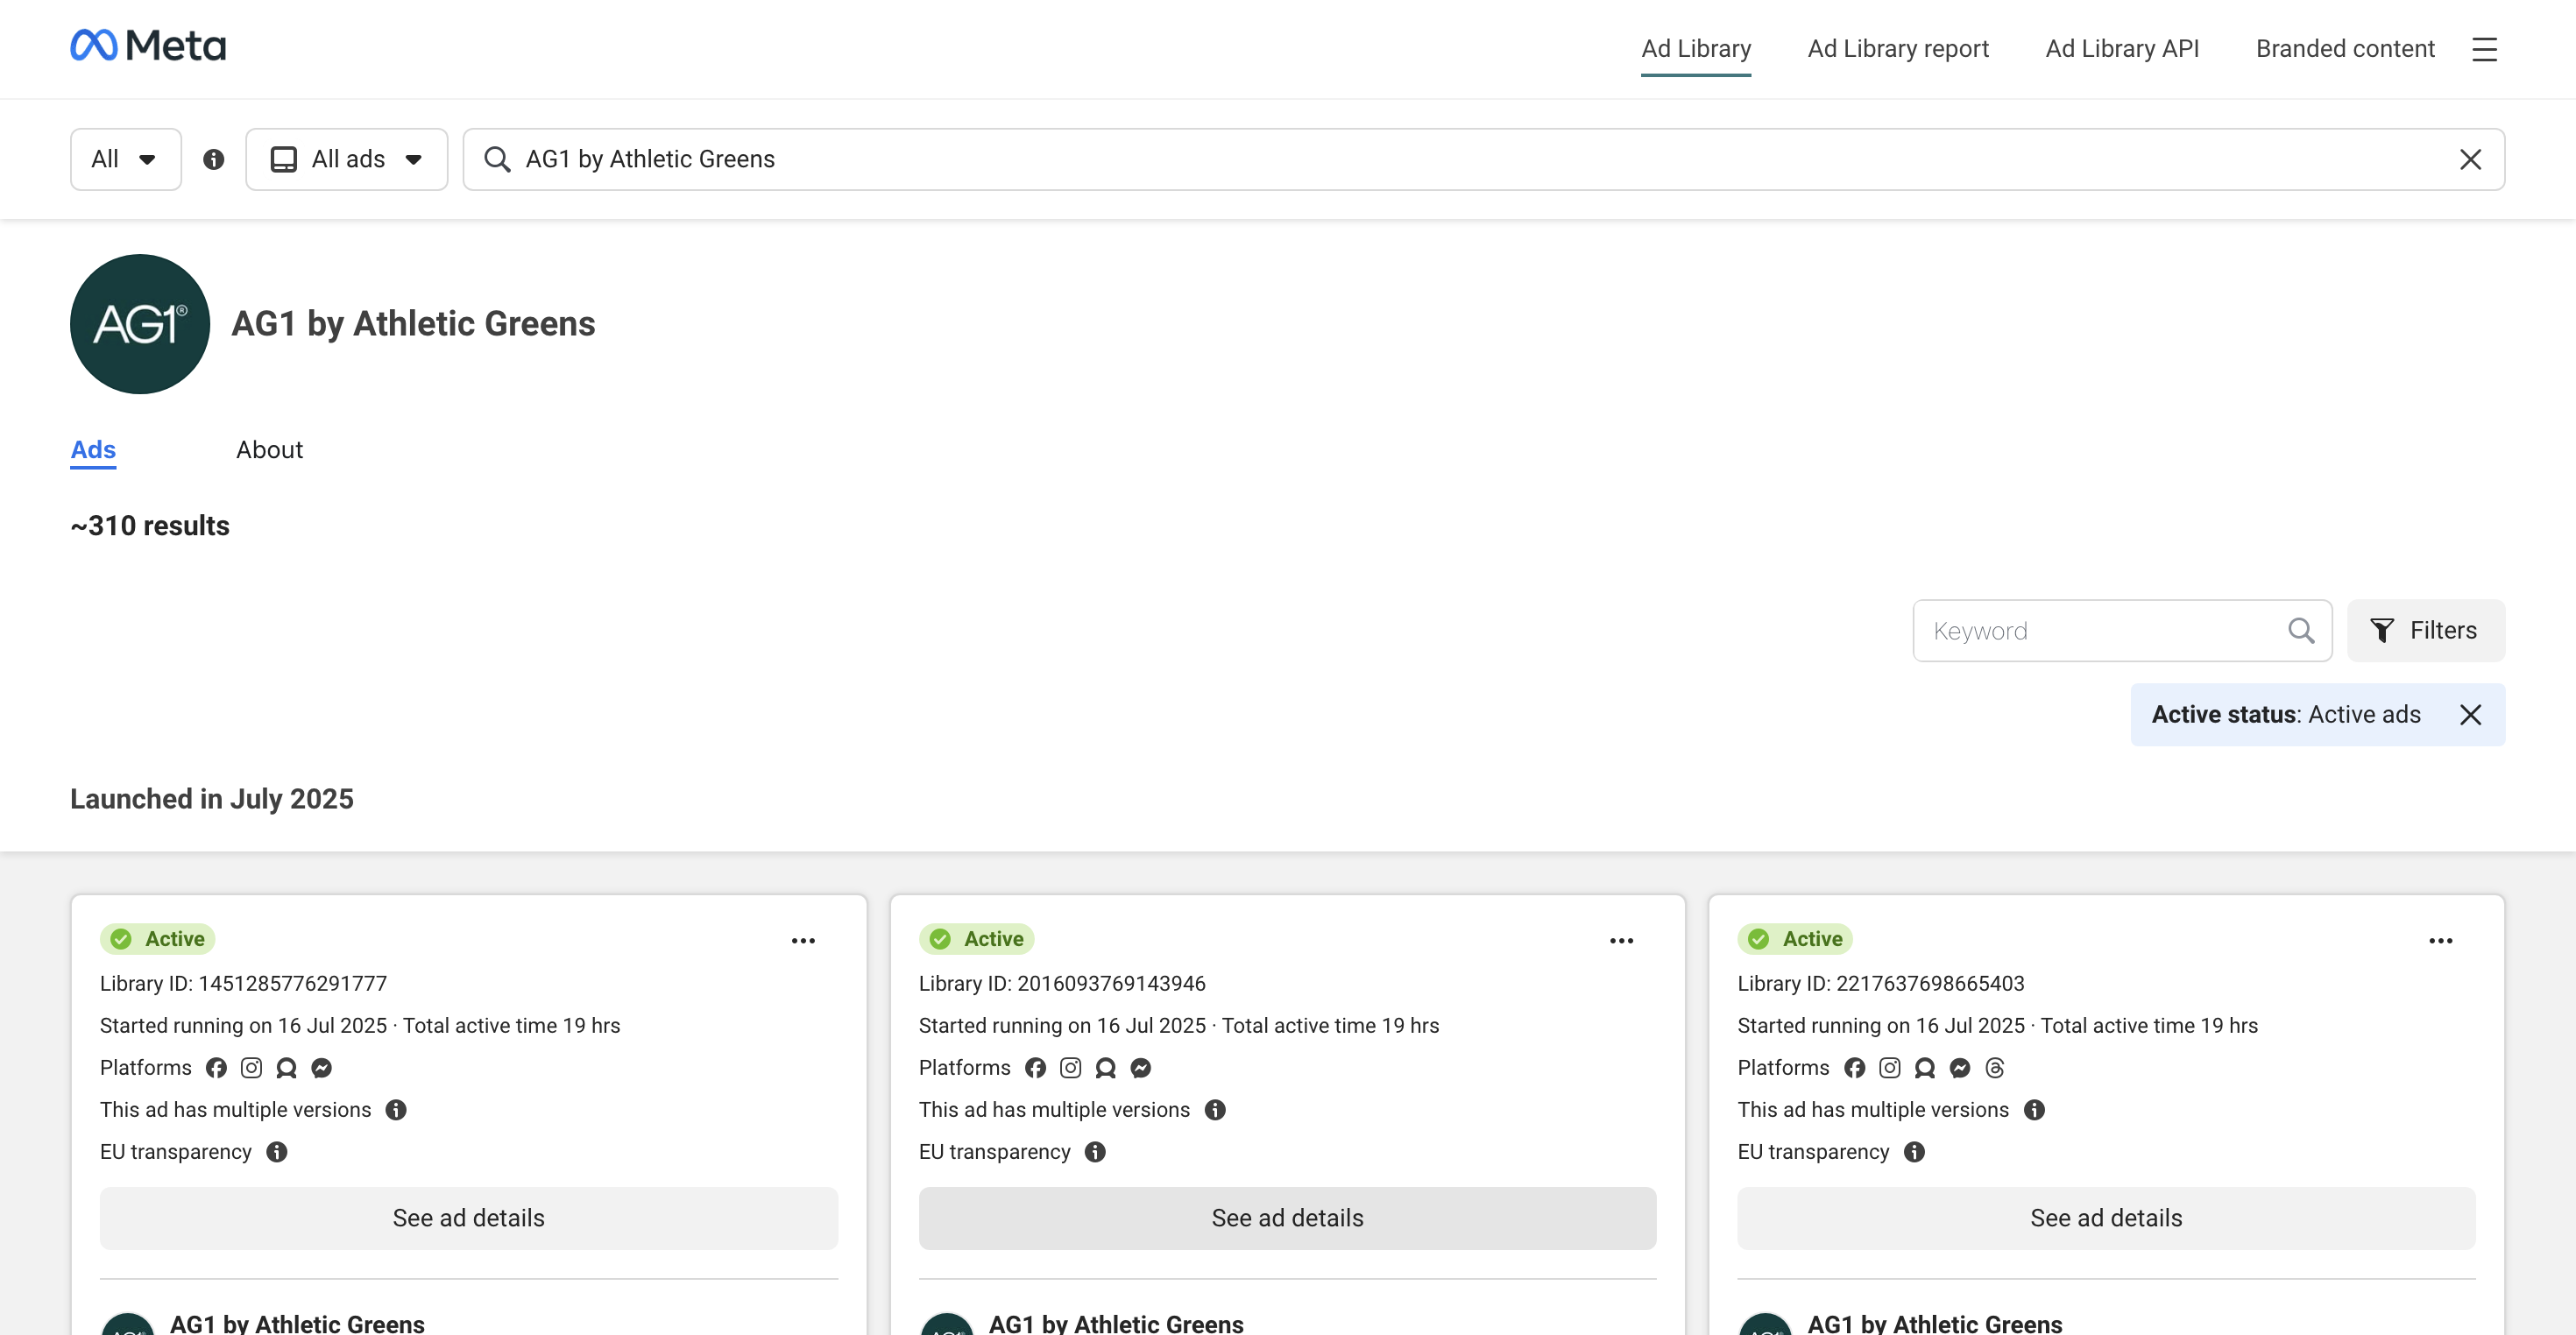 Meta
Ad Library Ad Library report Ad Library API Branded content
All All ads AG1 by Athletic Greens
AG1®
AG1 by Athletic Greens
Ads About
~310 results
Keyword Filters
Active status: Active ads
Launched in July 2025
Active
Library ID: 1451285776291777
Started running on 16 Jul 2025 · Total active time 19 hrs
Platforms
This ad has multiple versions
EU transparency
See ad details
AG1 by Athletic Greens
Active
Library ID: 2016093769143946
Started running on 16 Jul 2025 · Total active time 19 hrs
Platforms
This ad has multiple versions
EU transparency
See ad details
AG1 by Athletic Greens
Active
Library ID: 2217637698665403
Started running on 16 Jul 2025 · Total active time 19 hrs
Platforms
This ad has multiple versions
EU transparency
See ad details
AG1 by Athletic Greens